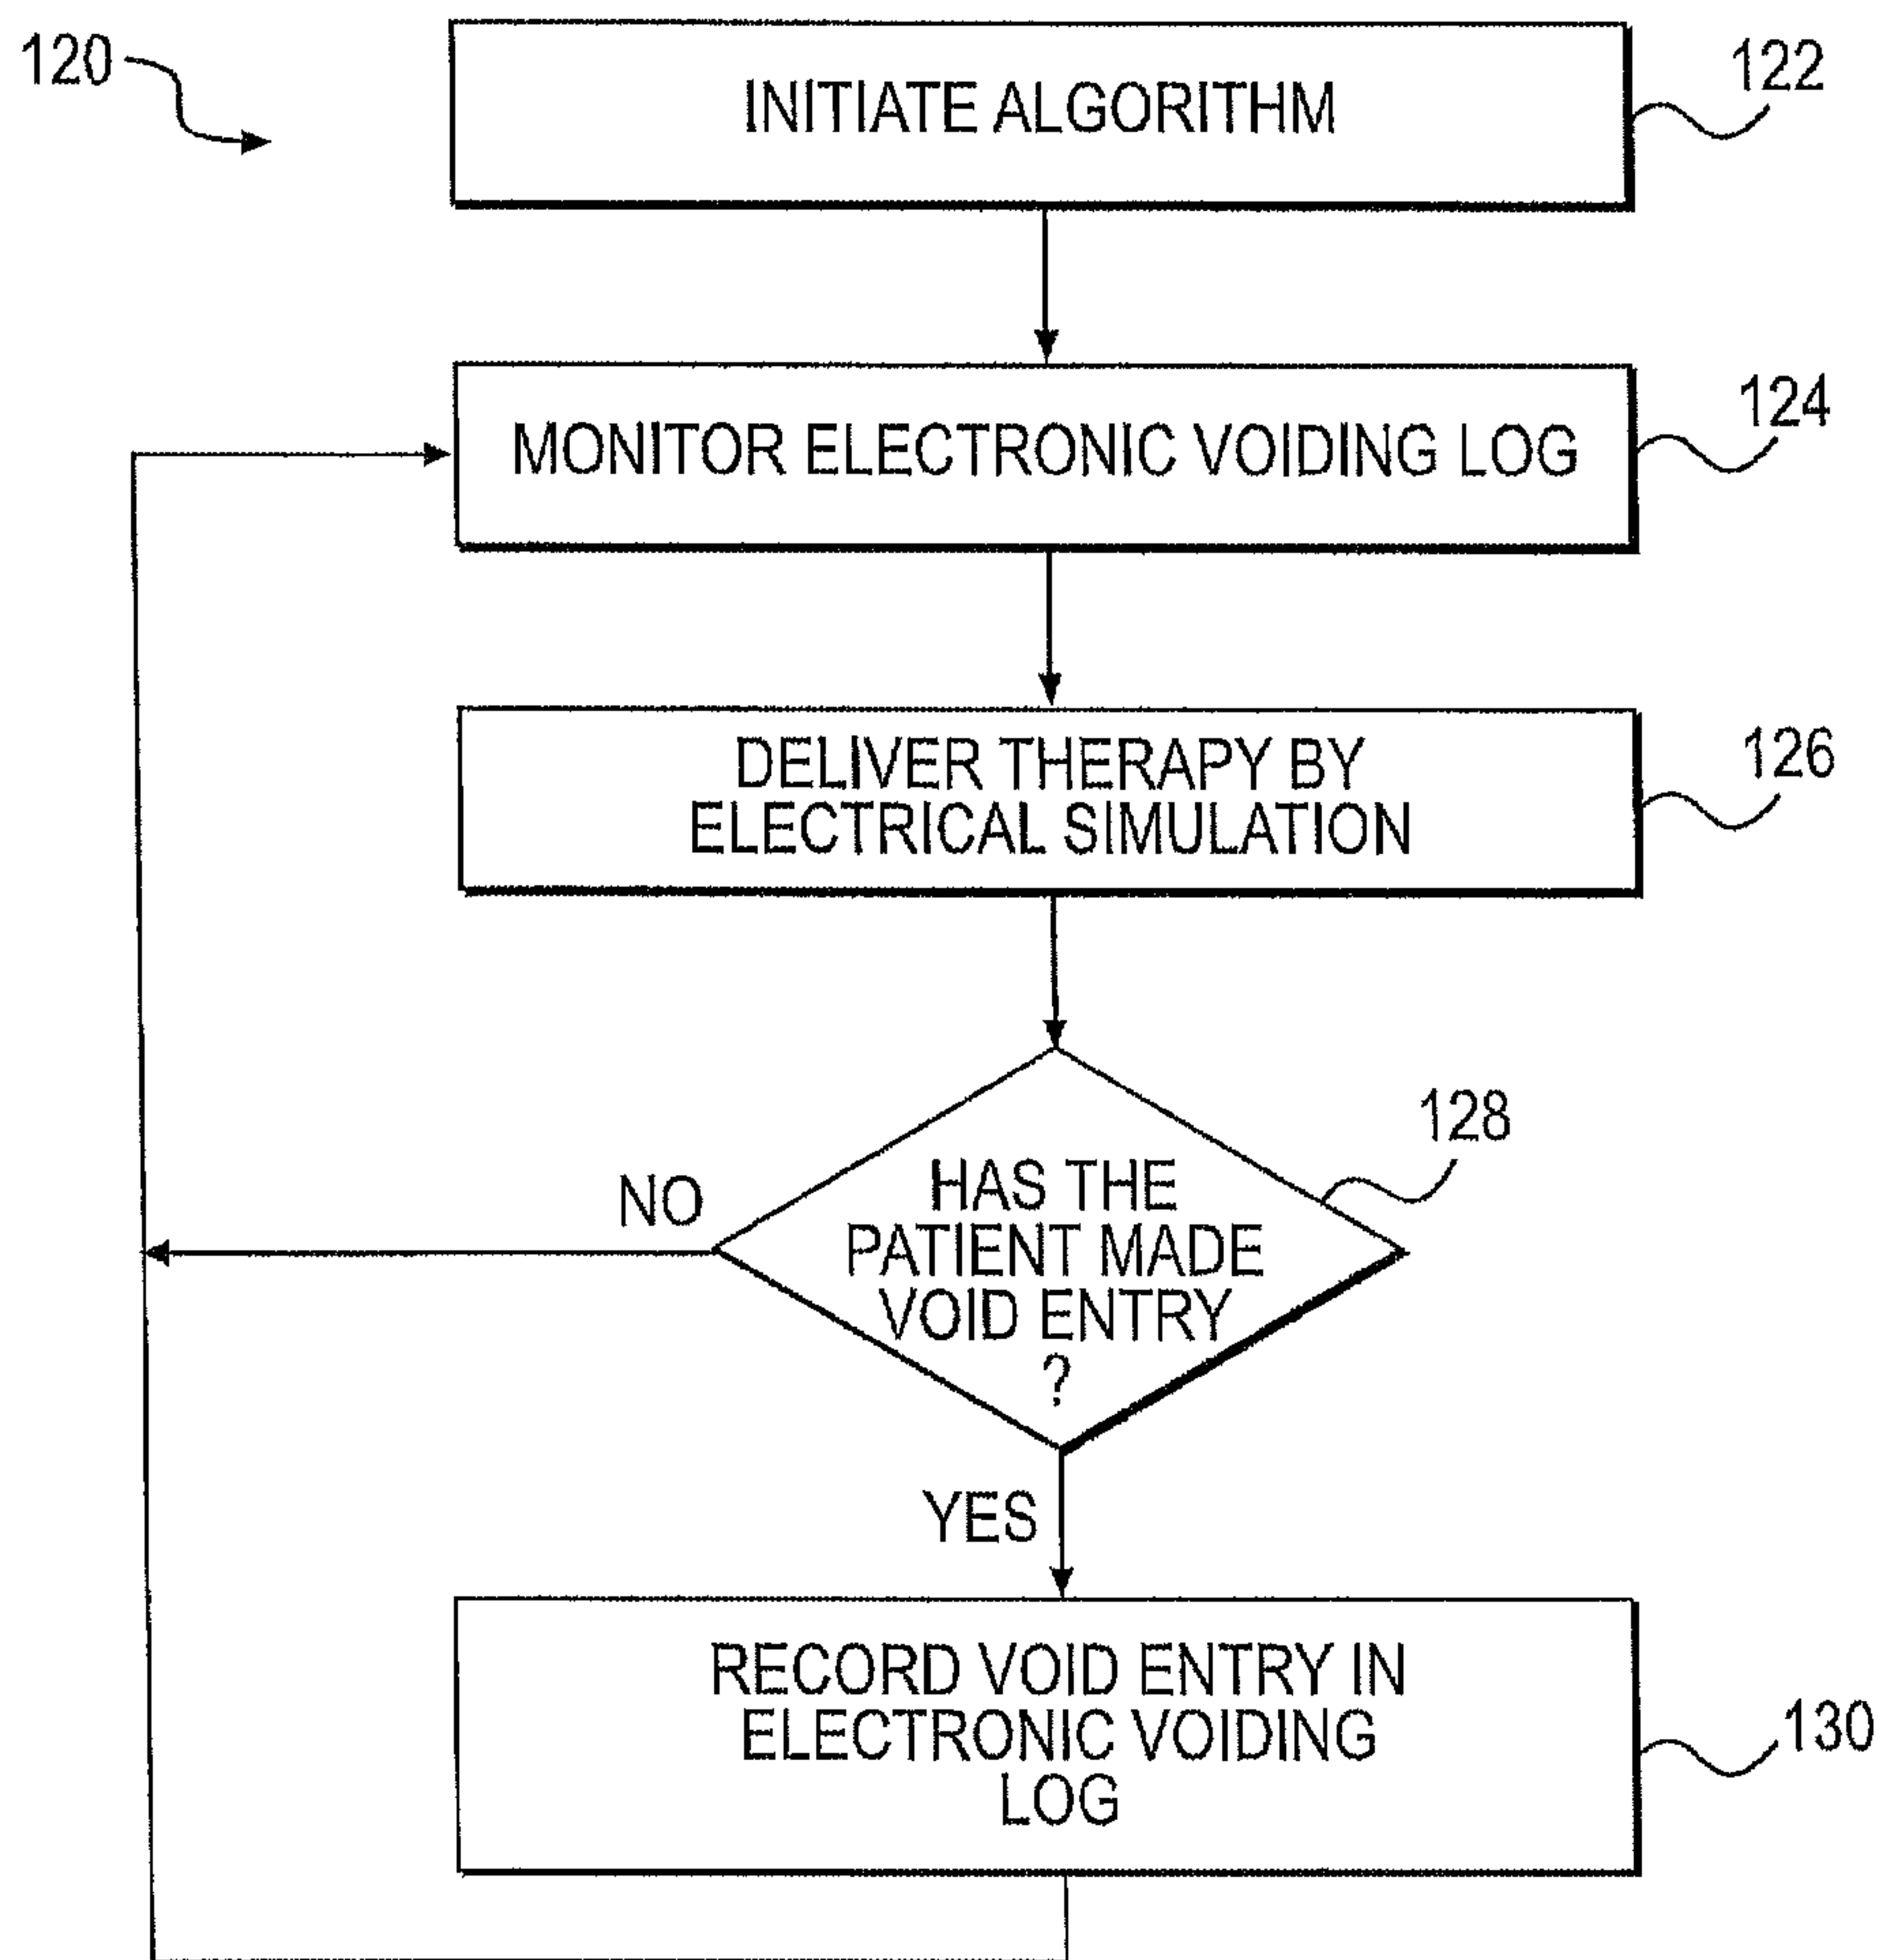 120
INITIATE ALGORITHM
122
MONITOR ELECTRONIC VOIDING LOG
124
DELIVER THERAPY BY
ELECTRICAL SIMULATION
126
HAS THE
PATIENT MADE
VOID ENTRY
?
128
NO
YES
RECORD VOID ENTRY IN
ELECTRONIC VOIDING
LOG
130